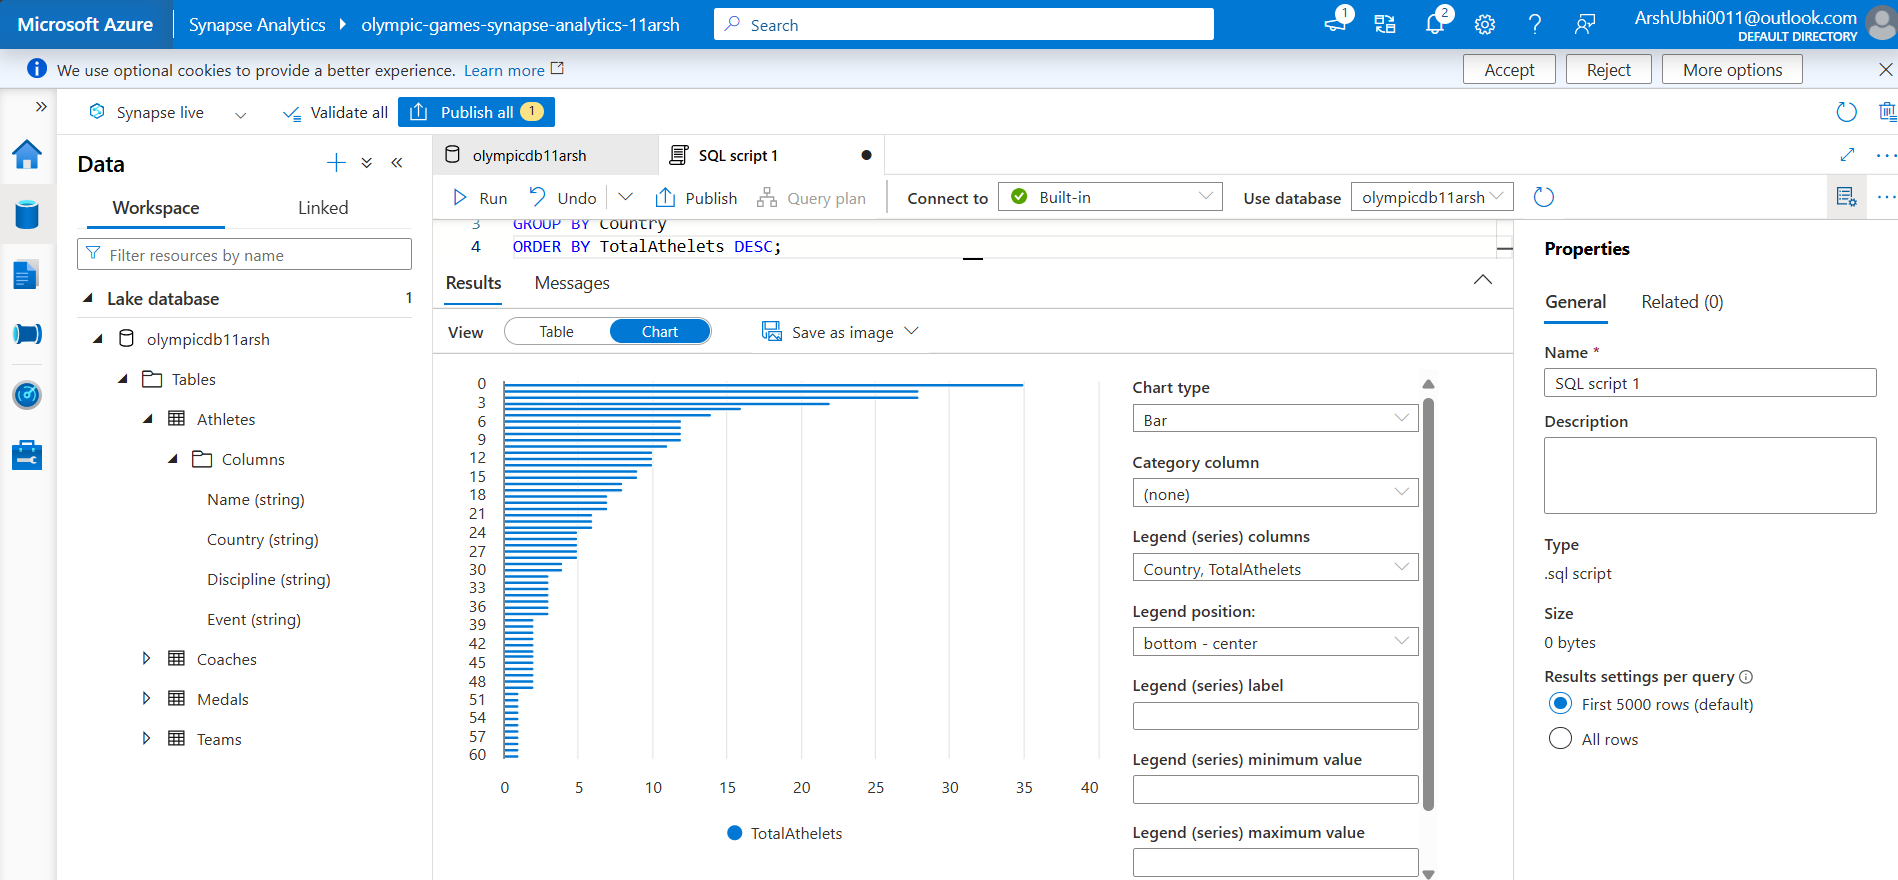 Microsoft Azure
Synapse Analytics
olympic-games-synapse-analytics-11arsh
Search
1
2
ArshUbhi0011@outlook.com
DEFAULT DIRECTORY
We use optional cookies to provide a better experience. Learn more
Accept
Reject
More options
Synapse live
Validate all
Publish all 1
Data
Workspace
Linked
Filter resources by name
Lake database 1
olympicdb11arsh
Tables
Athletes
Columns
Name (string)
Country (string)
Discipline (string)
Event (string)
Coaches
Medals
Teams
olympicdb11arsh
SQL script 1
Run
Undo
Publish
Query plan
Connect to
Built-in
Use database
olympicdb11arsh
3 GROUP BY Country
4 ORDER BY TotalAthelets DESC;
Results
Messages
View
Table
Chart
Save as image
0
3
6
9
12
15
18
21
24
27
30
33
36
39
42
45
48
51
54
57
60
0 5 10 15 20 25 30 35 40
TotalAthelets
Chart type
Bar
Category column
(none)
Legend (series) columns
Country, TotalAthelets
Legend position:
bottom - center
Legend (series) label
Legend (series) minimum value
Legend (series) maximum value
Properties
General
Related (0)
Name *
SQL script 1
Description
Type
.sql script
Size
0 bytes
Results settings per query
First 5000 rows (default)
All rows